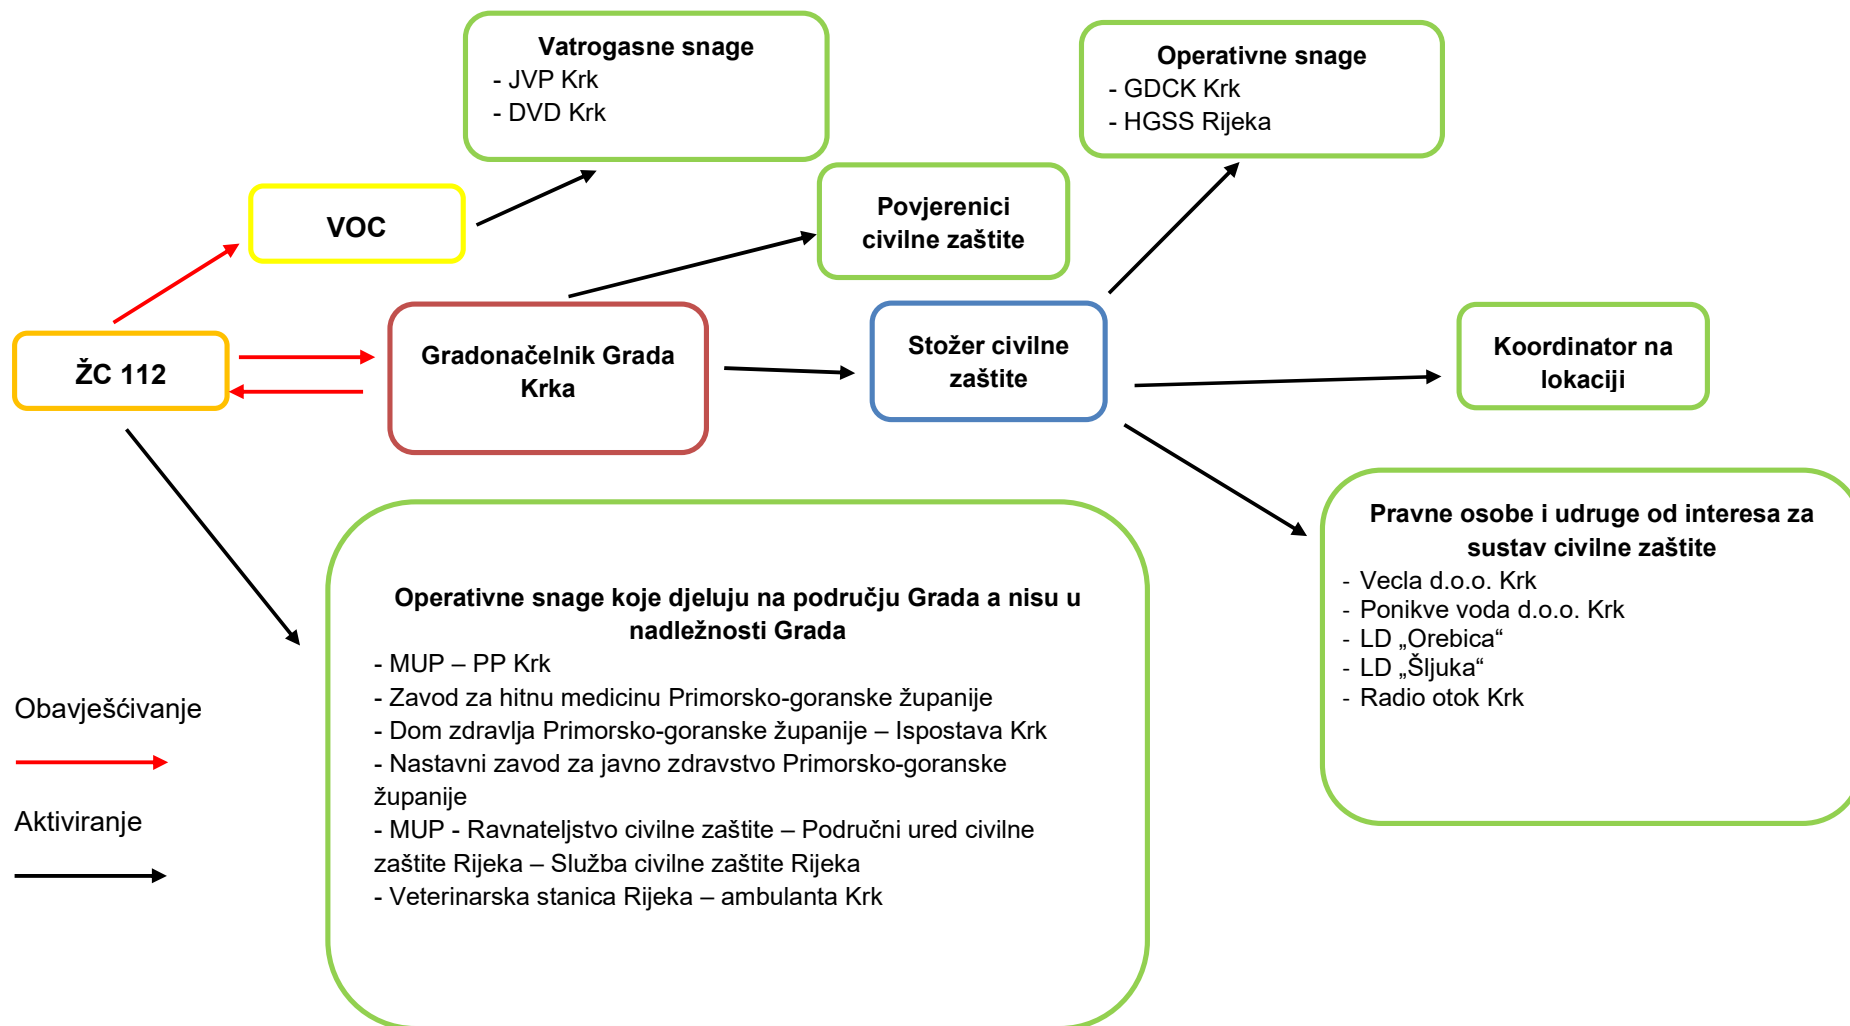 Vatrogasne snage
- JVP Krk
- DVD Krk
Operativne snage
- GDCK Krk
- HGSS Rijeka
VOC
Povjerenici
civilne zaštite
ŽC 112
Gradonačelnik Grada
Krka
Stožer civilne
zaštite
Koordinator na
lokaciji
Operativne snage koje djeluju na području Grada a nisu u
nadležnosti Grada
- MUP – PP Krk
- Zavod za hitnu medicinu Primorsko-goranske županije
- Dom zdravlja Primorsko-goranske županije – Ispostava Krk
- Nastavni zavod za javno zdravstvo Primorsko-goranske
županije
- MUP - Ravnateljstvo civilne zaštite – Područni ured civilne
zaštite Rijeka – Služba civilne zaštite Rijeka
- Veterinarska stanica Rijeka – ambulanta Krk
Pravne osobe i udruge od interesa za
sustav civilne zaštite
- Vecla d.o.o. Krk
- Ponikve voda d.o.o. Krk
- LD „Orebica“
- LD „Šljuka“
- Radio otok Krk
Obavješćivanje
Aktiviranje